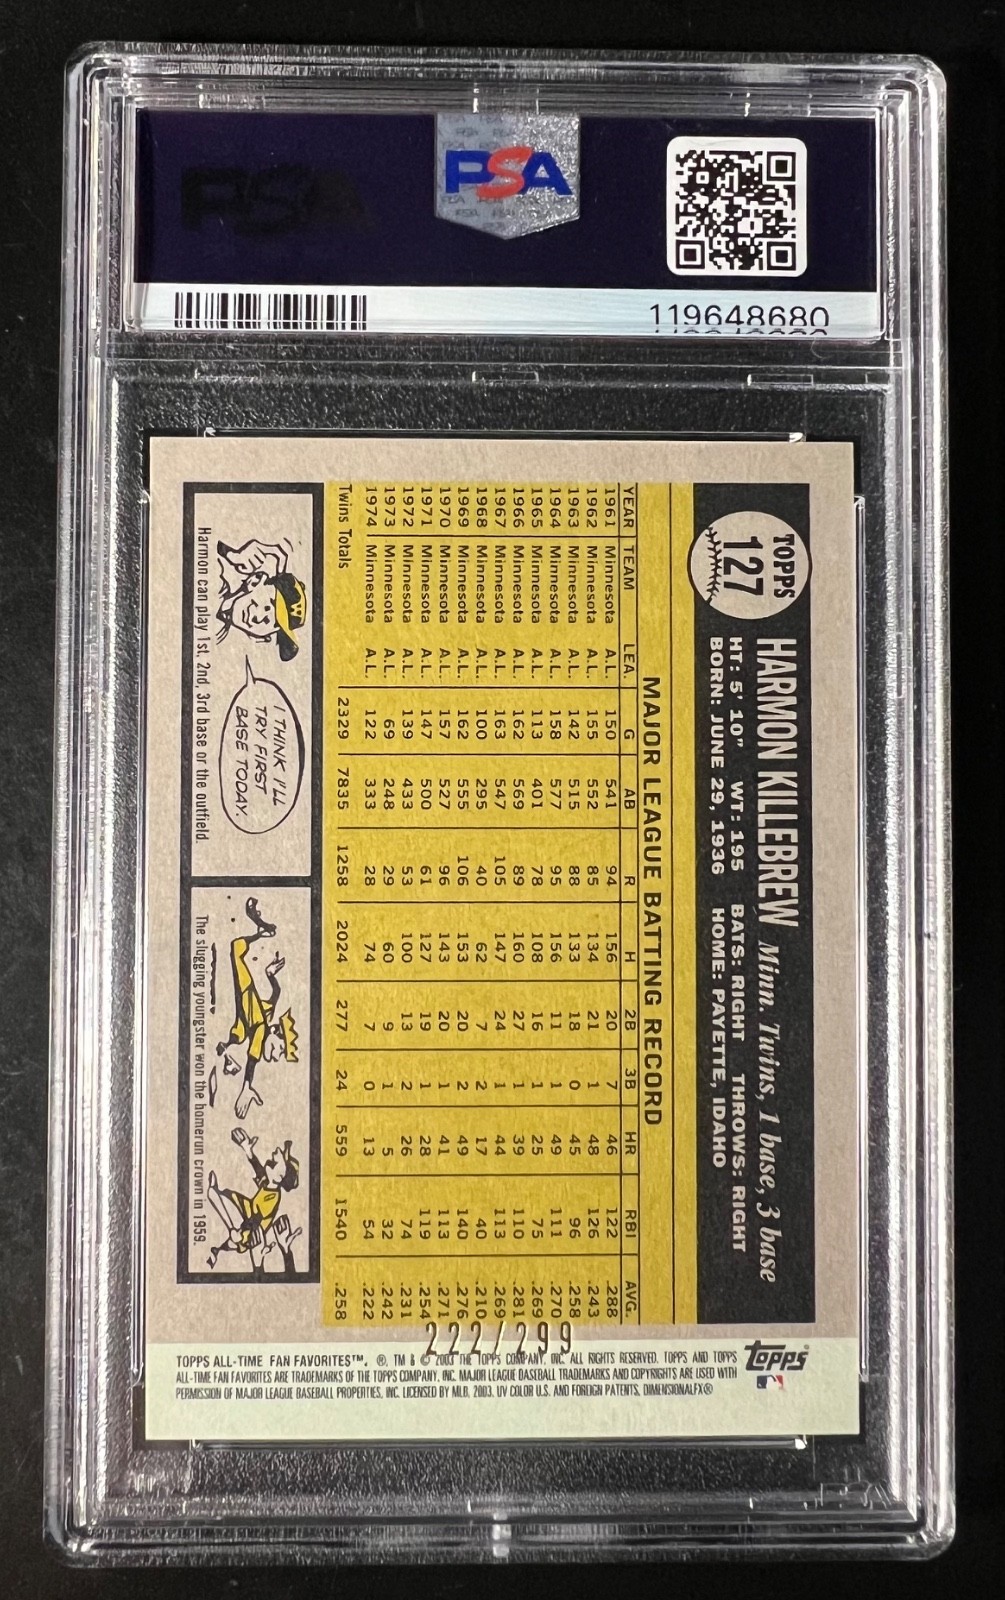 PSA
PSA
119648680
TOPPS
127
HARMON KILLEBREW Minn. Twins, 1 base, 3 base
HT: 5' 10" WT: 195 BATS: RIGHT THROWS: RIGHT
BORN: JUNE 29, 1936 HOME: PAYETTE, IDAHO
MAJOR LEAGUE BATTING RECORD
YEAR TEAM LEA. G AB R H 2B 3B HR RBI AVG.
1961 Minnesota A.L. 150 541 94 156 20 7 46 122 .288
1962 Minnesota A.L. 155 552 85 134 21 1 48 126 .243
1963 Minnesota A.L. 142 515 88 133 18 0 45 96 .258
1964 Minnesota A.L. 158 577 95 156 11 1 49 111 .270
1965 Minnesota A.L. 113 401 78 108 16 1 25 75 .269
1966 Minnesota A.L. 162 569 89 160 27 1 39 110 .281
1967 Minnesota A.L. 163 547 105 147 24 1 44 113 .269
1968 Minnesota A.L. 100 295 40 62 7 2 17 40 .210
1969 Minnesota A.L. 162 555 106 153 20 2 49 140 .276
1970 Minnesota A.L. 157 527 96 143 20 1 41 113 .271
1971 Minnesota A.L. 147 500 61 127 19 1 28 119 .254
1972 Minnesota A.L. 139 433 53 100 13 2 26 74 .231
1973 Minnesota A.L. 69 248 29 60 9 1 5 32 .242
1974 Minnesota A.L. 122 333 28 74 7 0 13 54 .222
Twins Totals 2329 7835 1258 2024 277 24 559 1540 .258
W
I THINK I'LL
TRY FIRST
BASE TODAY.
Harmon can play 1st, 2nd, 3rd base or the outfield.
The slugging youngster won the homerun crown in 1959.
222/299
topps
TOPPS ALL-TIME FAN FAVORITES™. ®, TM & © 2003 THE TOPPS COMPANY, INC. ALL RIGHTS RESERVED. TOPPS AND TOPPS
ALL-TIME FAN FAVORITES ARE TRADEMARKS OF THE TOPPS COMPANY, INC. MAJOR LEAGUE BASEBALL TRADEMARKS AND COPYRIGHTS ARE USED WITH
PERMISSION OF MAJOR LEAGUE BASEBALL PROPERTIES, INC. LICENSED BY MLB, 2003. UV COLOR U.S. AND FOREIGN PATENTS, DIMENSIONALFX®
PSA